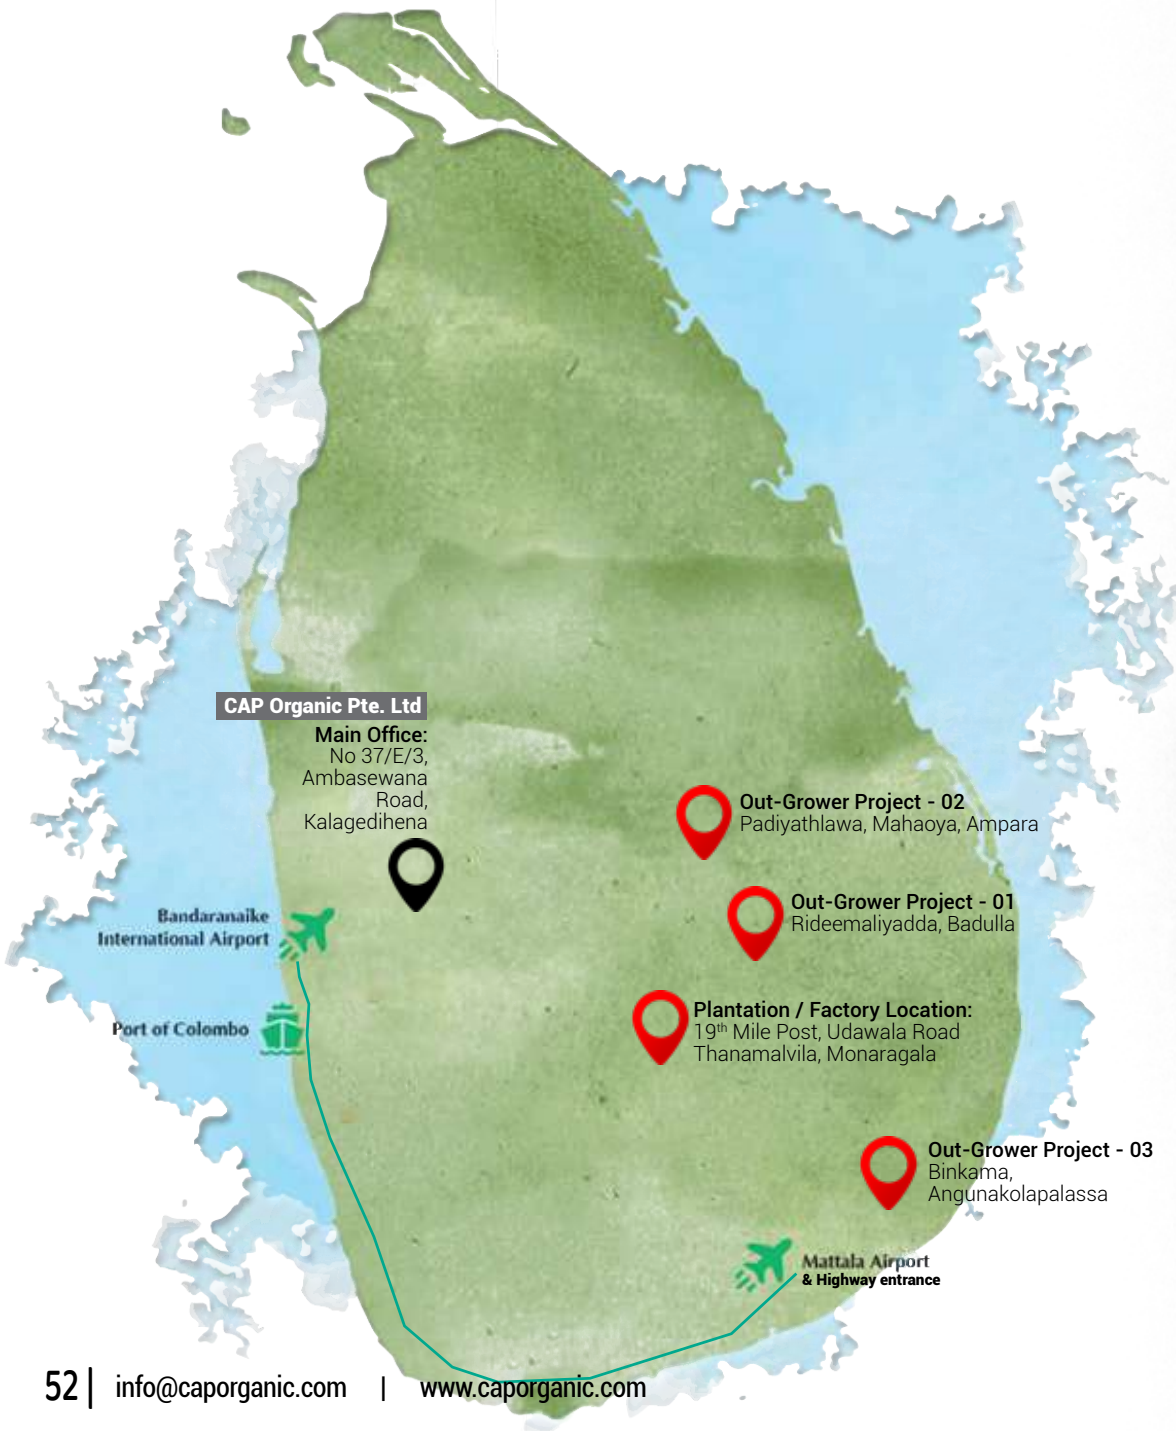 CAP Organic Pte. Ltd
Main Office:
No 37/E/3,
Ambasewana
Road,
Kalagedihena
Out-Grower Project - 02
Padiyathlawa, Mahaoya, Ampara
Out-Grower Project - 01
Rideemaliyadda, Badulla
Bandaranaike
International Airport
Port of Colombo
Plantation / Factory Location:
19th Mile Post, Udawala Road
Thanamalvila, Monaragala
Out-Grower Project - 03
Binkama,
Angunakolapalassa
Mattala Airport
& Highway entrance
52 | info@caporganic.com | www.caporganic.com